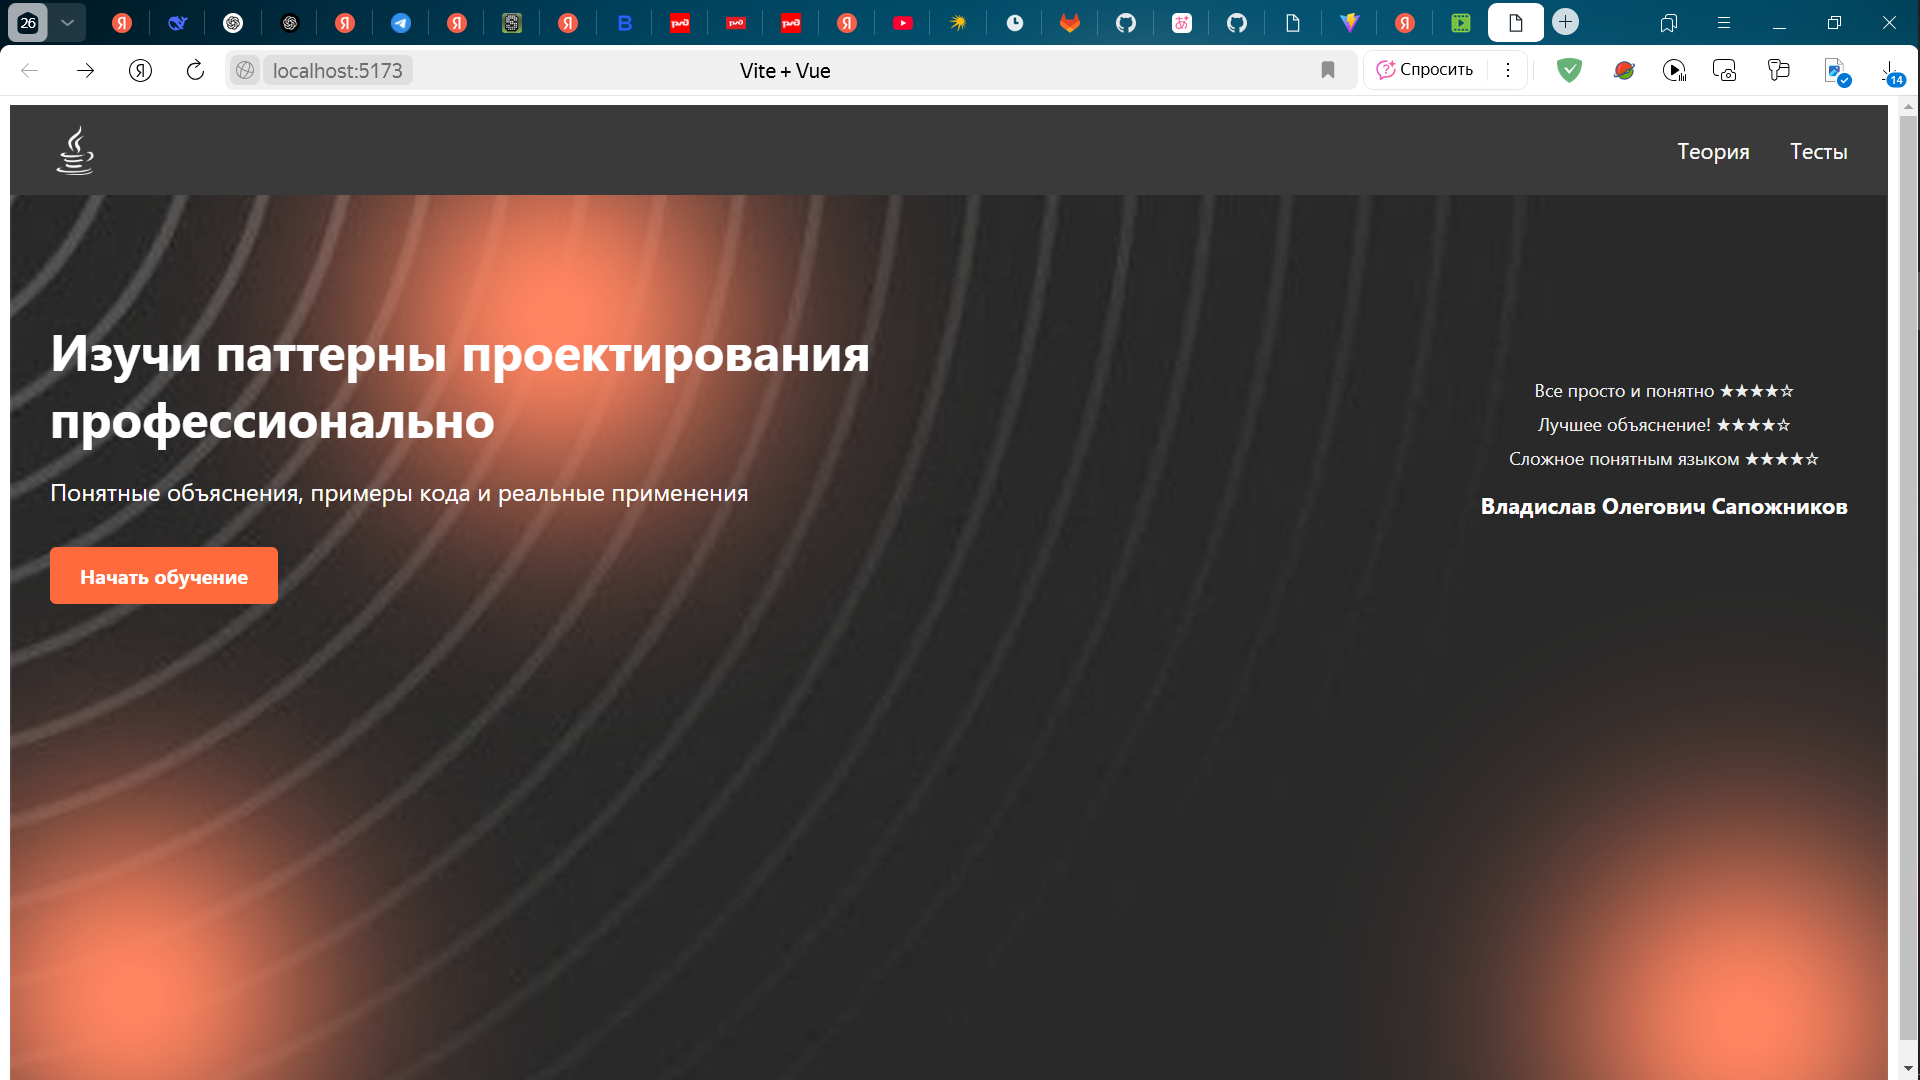 26
localhost:5173
Vite + Vue
Спросить
14
Теория Тесты
Изучи паттерны проектирования
профессионально
Понятные объяснения, примеры кода и реальные применения
Начать обучение
Все просто и понятно ★★★★☆
Лучшее объяснение! ★★★★☆
Сложное понятным языком ★★★★☆
Владислав Олегович Сапожников